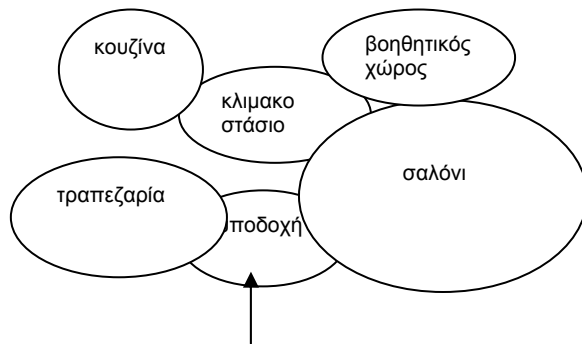 κουζίνα
βοηθητικός
χώρος
κλιμακο
στάσιο
σαλόνι
τραπεζαρία
ποδοχή